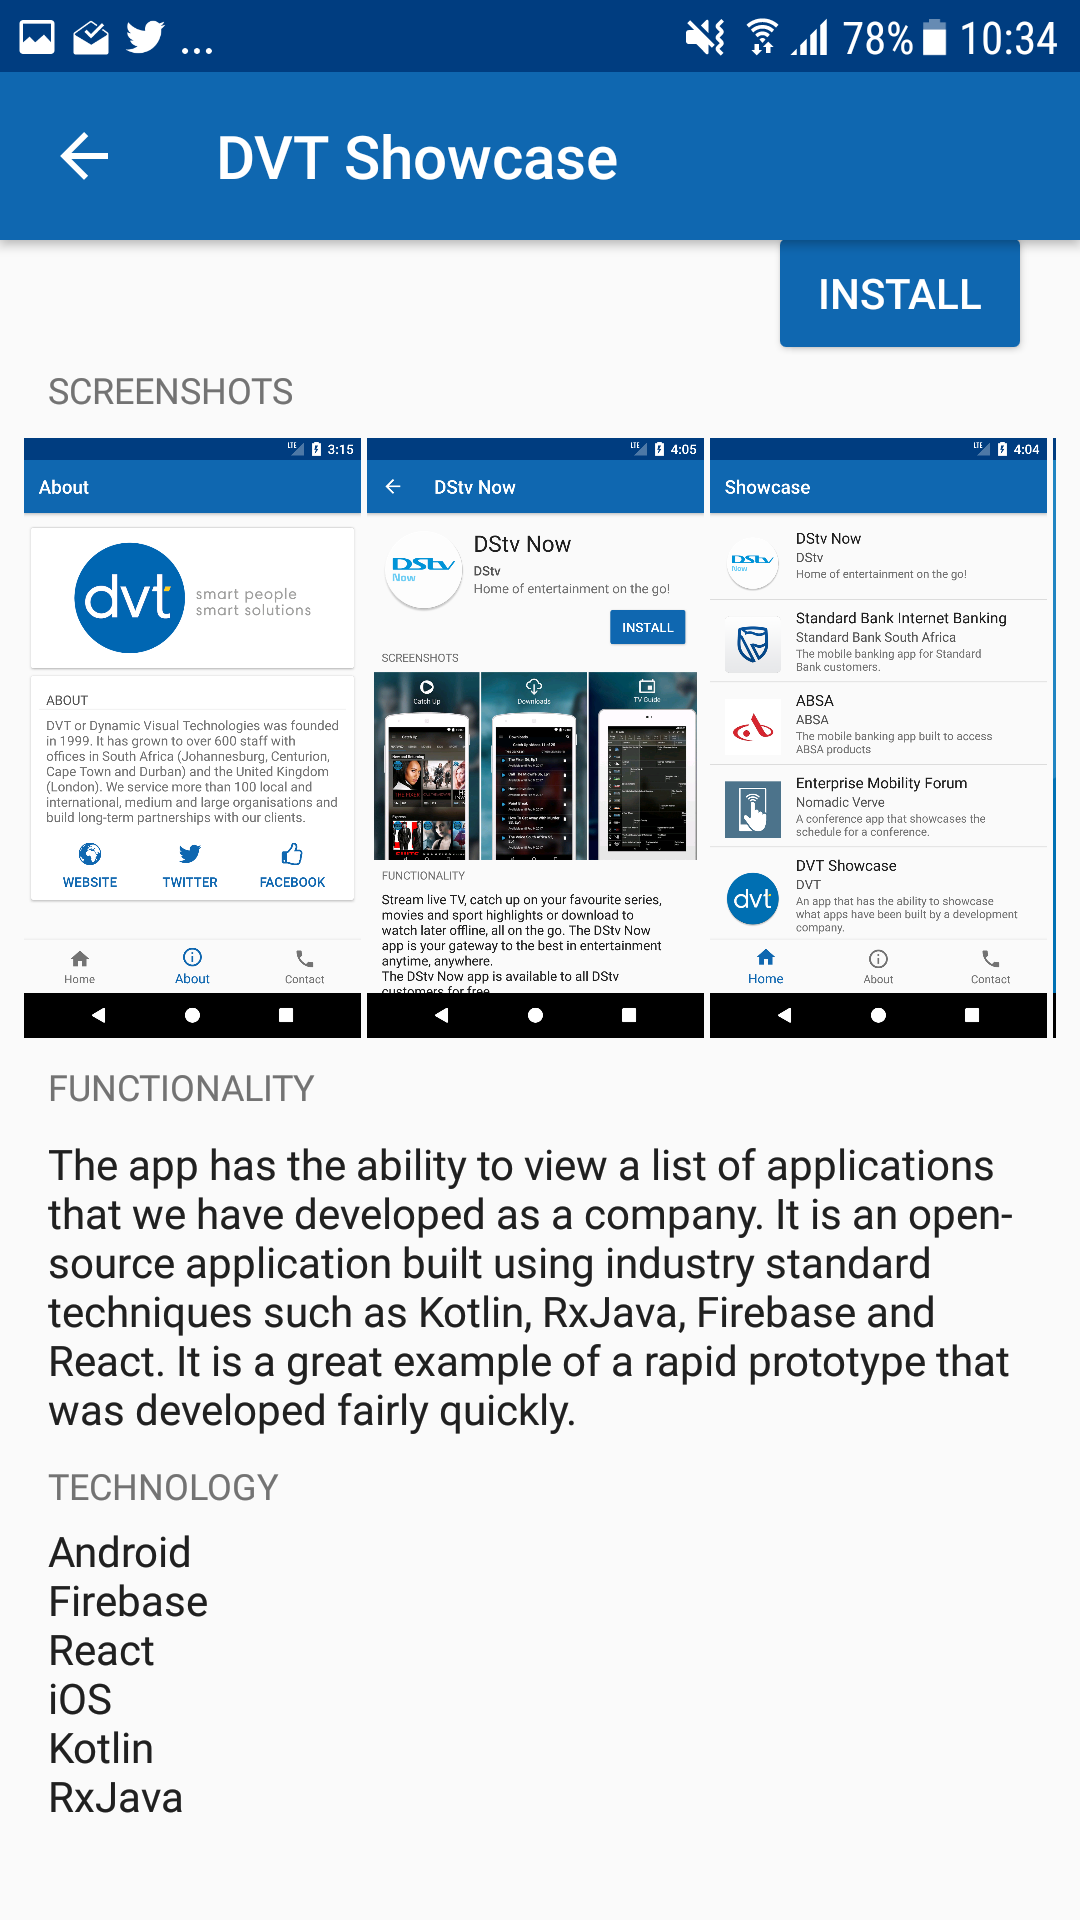 ... 78% 10:34
DVT Showcase
INSTALL
SCREENSHOTS
LTE 3:15
About
dvt smart people
smart solutions
ABOUT
DVT or Dynamic Visual Technologies was founded
in 1999. It has grown to over 600 staff with
offices in South Africa (Johannesburg, Centurion,
Cape Town and Durban) and the United Kingdom
(London). We service more than 100 local and
international, medium and large organisations and
build long-term partnerships with our clients.
WEBSITE TWITTER FACEBOOK
Home About Contact
LTE 4:05
DStv Now
DStv Now
DStv Now
DStv
Home of entertainment on the go!
INSTALL
SCREENSHOTS
Catch Up Downloads TV Guide
FUNCTIONALITY
Stream live TV, catch up on your favourite series,
movies and sport highlights or download to
watch later offline, all on the go. The DStv Now
app is your gateway to the best in entertainment
anytime, anywhere.
The DStv Now app is available to all DStv
customers for free
LTE 4:04
Showcase
DStv Now
DStv Now
DStv
Home of entertainment on the go!
Standard Bank Internet Banking
Standard Bank South Africa
The mobile banking app for Standard
Bank customers.
ABSA
ABSA
The mobile banking app built to access
ABSA products
Enterprise Mobility Forum
Nomadic Verve
A conference app that showcases the
schedule for a conference.
dvt
DVT Showcase
DVT
An app that has the ability to showcase
what apps have been built by a development
company.
Home About Contact
FUNCTIONALITY
The app has the ability to view a list of applications
that we have developed as a company. It is an open-
source application built using industry standard
techniques such as Kotlin, RxJava, Firebase and
React. It is a great example of a rapid prototype that
was developed fairly quickly.
TECHNOLOGY
Android
Firebase
React
iOS
Kotlin
RxJava